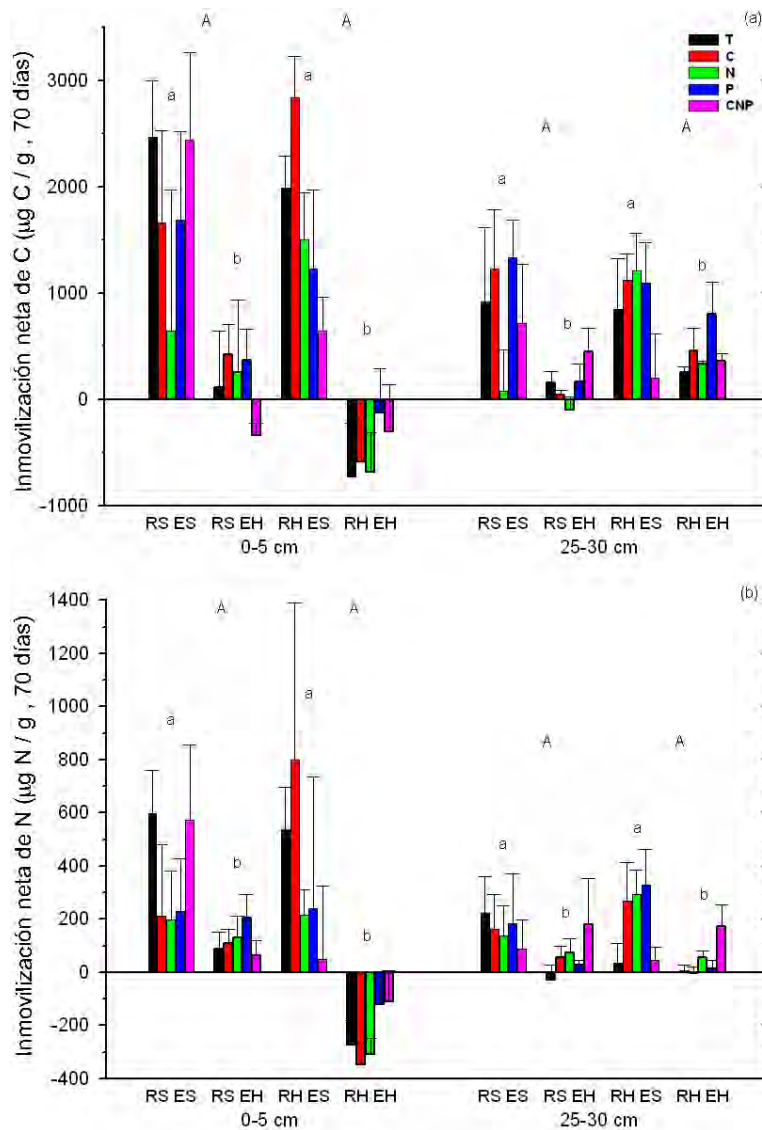 A A (a)
T
C
N
P
CNP
a a
A A
a a
b b
b b
Inmovilización neta de C (µg C / g , 70 días)
3000
2000
1000
0
-1000
RS ES RS EH RH ES RH EH RS ES RS EH RH ES RH EH
0-5 cm 25-30 cm
(b)
A A
a a
A A
a a
b b
b b
Inmovilización neta de N (µg N / g , 70 días)
1400
1200
1000
800
600
400
200
0
-200
-400
RS ES RS EH RH ES RH EH RS ES RS EH RH ES RH EH
0-5 cm 25-30 cm